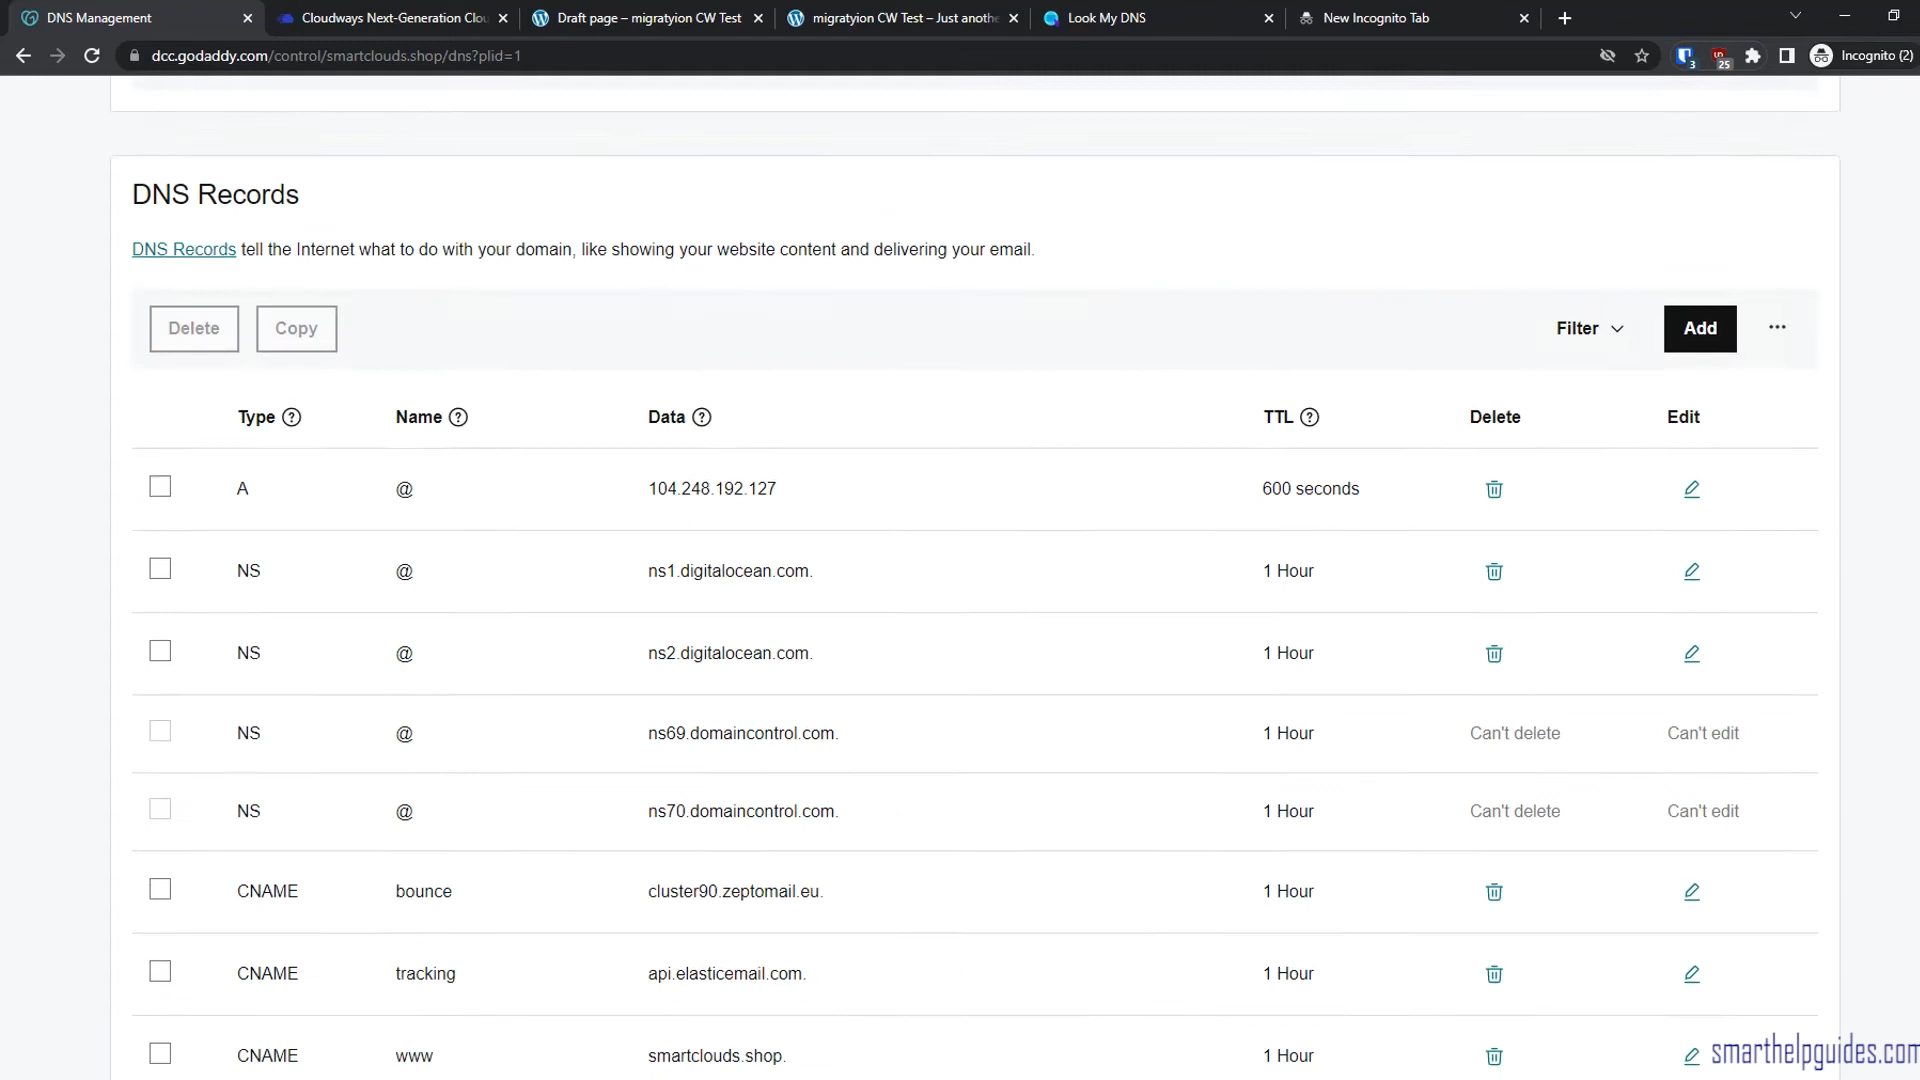 DNS Management
Cloudways Next-Generation Clou
Draft page – migratyion CW Test
migratyion CW Test – Just anothe
Look My DNS
New Incognito Tab
dcc.godaddy.com/control/smartclouds.shop/dns?plid=1
3
25
Incognito (2)
DNS Records
DNS Records tell the Internet what to do with your domain, like showing your website content and delivering your email.
Delete Copy Filter Add ...
Type ? Name ? Data ? TTL ? Delete Edit
A @ 104.248.192.127 600 seconds
NS @ ns1.digitalocean.com. 1 Hour
NS @ ns2.digitalocean.com. 1 Hour
NS @ ns69.domaincontrol.com. 1 Hour Can't delete Can't edit
NS @ ns70.domaincontrol.com. 1 Hour Can't delete Can't edit
CNAME bounce cluster90.zeptomail.eu. 1 Hour
CNAME tracking api.elasticemail.com. 1 Hour
CNAME www smartclouds.shop. 1 Hour
smarthelpguides.com